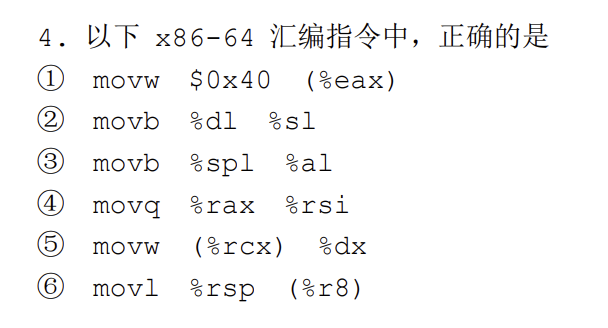 4. 以下 x86-64 汇编指令中，正确的是
① movw $0x40 (%eax)
② movb %dl %sl
③ movb %spl %al
④ movq %rax %rsi
⑤ movw (%rcx) %dx
⑥ movl %rsp (%r8)